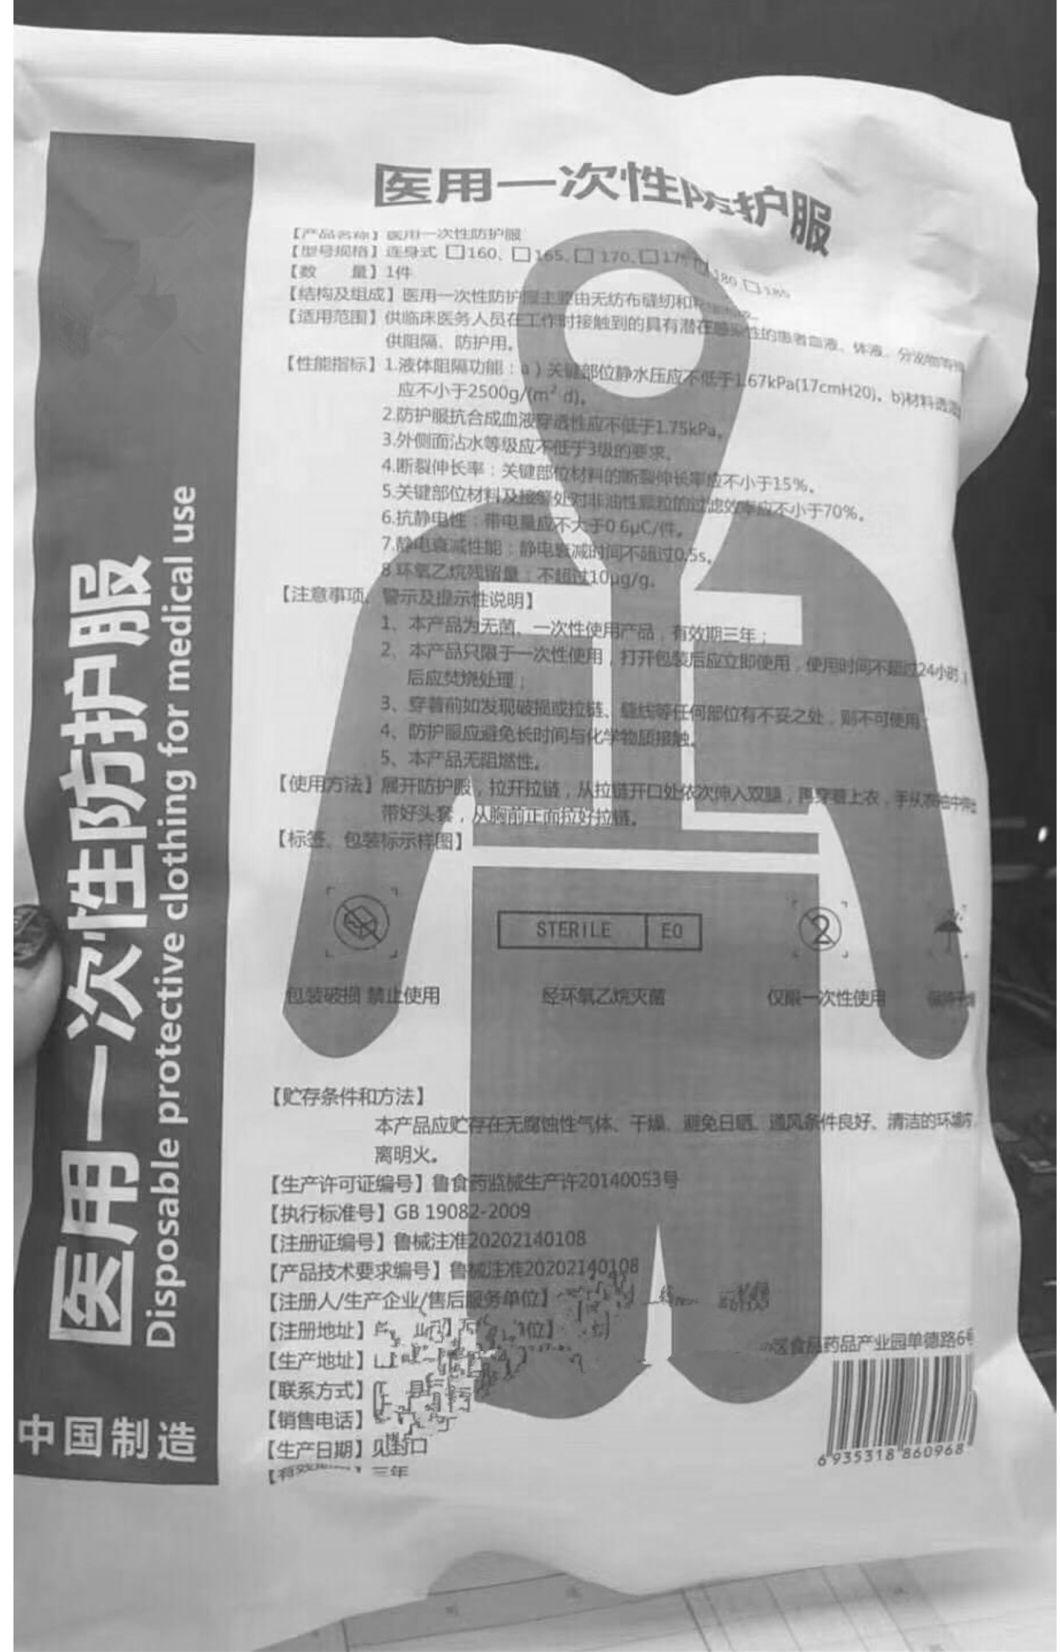 医用一次性防护服
Disposable protective clothing for medical use
中国制造
医用一次性防护服
【产品名称】医用一次性防护服
【型号规格】连身式 □160、□165、□ 170、□175、□180、□185
【数 量】1件
【结构及组成】医用一次性防护服主要由无纺布缝纫和
【适用范围】供临床医务人员在工作时接触到的具有潜在感染性的患者血液、体液、分泌物等提
供阻隔、防护用。
【性能指标】1.液体阻隔功能：a）关键部位静水压应不低于1.67kPa(17cmH20)。b)材料透湿
应不小于2500g/(m² d)。
2.防护服抗合成血液穿透性应不低于1.75kPa。
3.外侧面沾水等级应不低于3级的要求。
4.断裂伸长率：关键部位材料的断裂伸长率应不小于15%。
5.关键部位材料及接缝处对非油性颗粒的过滤效率应不小于70%。
6.抗静电性：带电量应不大于0.6μC/件。
7.静电衰减性能：静电衰减时间不超过0.5s。
8.环氧乙烷残留量：不超过10μg/g。
【注意事项、警示及提示性说明】
1、本产品为无菌、一次性使用产品，有效期三年；
2、本产品只限于一次性使用，打开包装后应立即使用，使用时间不超过24小时，
后应焚烧处理；
3、穿着前如发现破损或拉链、缝线等任何部位有不妥之处，则不可使用；
4、防护服应避免长时间与化学物质接触。
5、本产品无阻燃性。
【使用方法】展开防护服，拉开拉链，从拉链开口处依次伸入双腿，再穿着上衣，手从衣袖中伸出
带好头套，从胸前正面拉好拉链。
【标签、包装标示样图】
STERILE EO
2
包装破损 禁止使用 经环氧乙烷灭菌 仅限一次性使用 保持干燥
【贮存条件和方法】
本产品应贮存在无腐蚀性气体、干燥、避免日晒、通风条件良好、清洁的环境
离明火。
【生产许可证编号】鲁食药监械生产许20140053号
【执行标准号】GB 19082-2009
【注册证编号】鲁械注准20202140108
【产品技术要求编号】鲁械注准20202140108
【注册人/生产企业/售后服务单位】
【注册地址】
【生产地址】 区食品药品产业园单德路6号
【联系方式】
【销售电话】
【生产日期】见封口
【有效期】三年
6 935318 860968